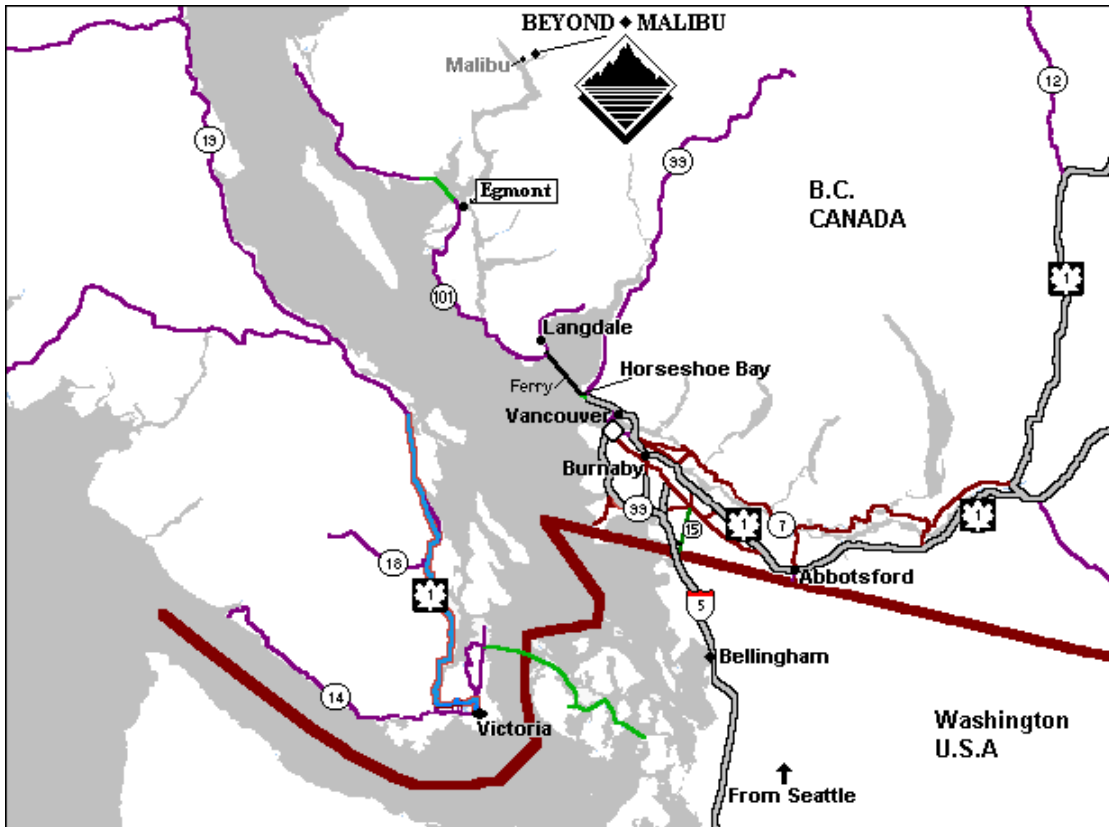 BEYOND ♦ MALIBU
Malibu
12
19
99
Egmont
B.C.
CANADA
1
101
Langdale
Ferry
Horseshoe Bay
Vancouver
Burnaby
99
15
1
7
1
Abbotsford
18
1
5
Bellingham
14
Victoria
Washington
U.S.A
From Seattle